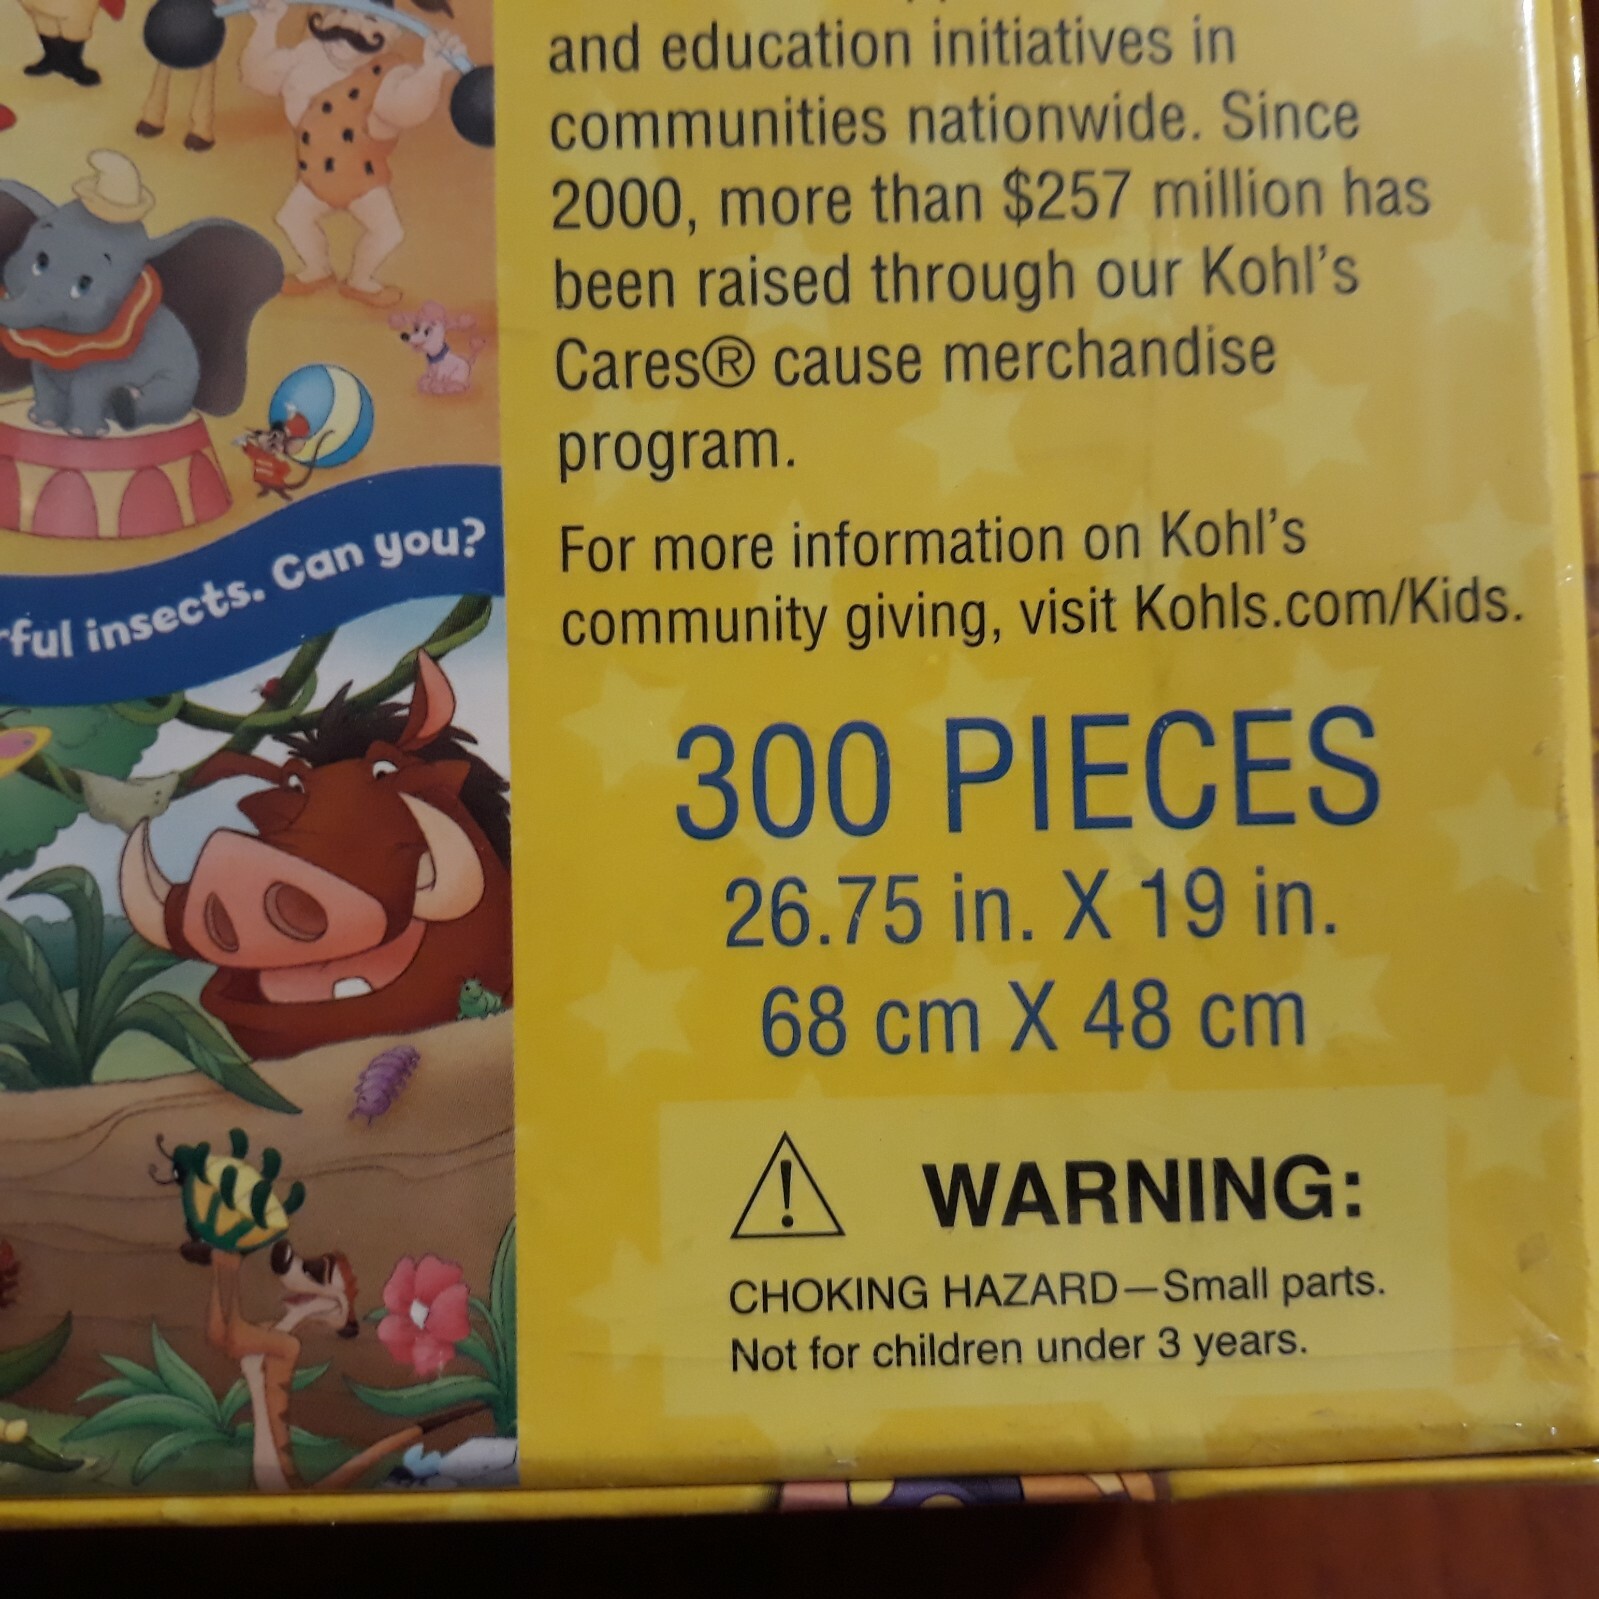 and education initiatives in
communities nationwide. Since
2000, more than $257 million has
been raised through our Kohl's
Cares® cause merchandise
program.
For more information on Kohl's
community giving, visit Kohls.com/Kids.
insects. Can you?
300 PIECES
26.75 in. X 19 in.
68 cm X 48 cm
WARNING:
CHOKING HAZARD—Small parts.
Not for children under 3 years.